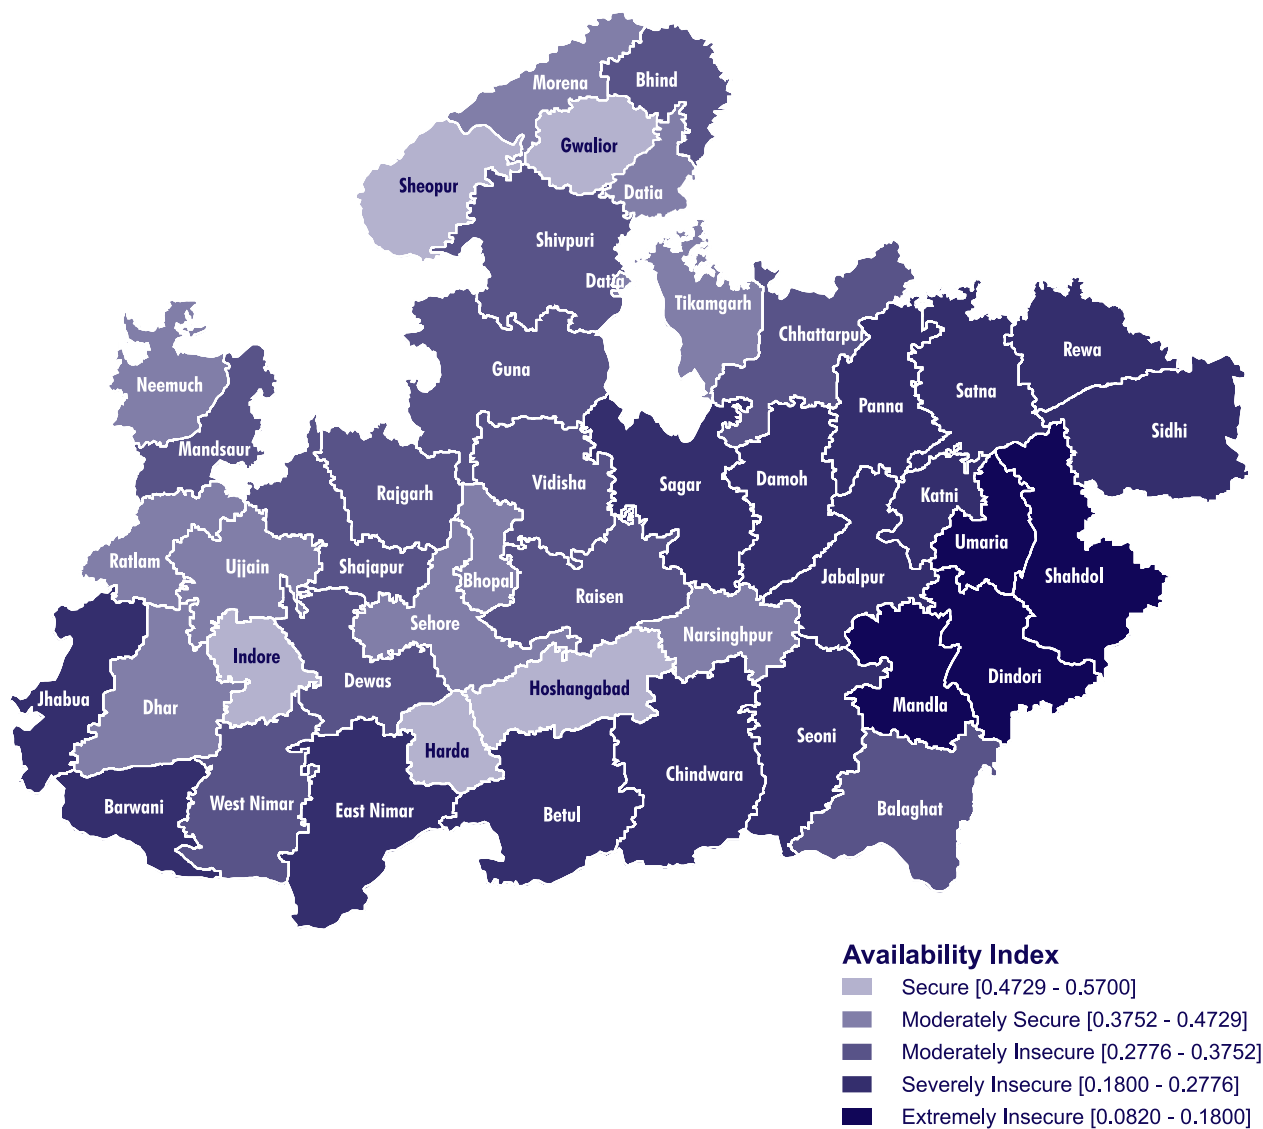 Morena
Bhind
Gwalior
Sheopur
Datia
Shivpuri
Datia
Tikamgarh
Chhattarpur
Rewa
Guna
Neemuch
Satna
Panna
Sidhi
Mandsaur
Rajgarh
Vidisha
Sagar
Damoh
Katni
Umaria
Ratlam
Ujjain
Shajapur
Bhopal
Raisen
Jabalpur
Shahdol
Sehore
Narsinghpur
Indore
Dewas
Hoshangabad
Dindori
Jhabua
Dhar
Mandla
Harda
Seoni
Chindwara
Barwani
West Nimar
East Nimar
Betul
Balaghat
Availability Index
Secure [0.4729 - 0.5700]
Moderately Secure [0.3752 - 0.4729]
Moderately Insecure [0.2776 - 0.3752]
Severely Insecure [0.1800 - 0.2776]
Extremely Insecure [0.0820 - 0.1800]